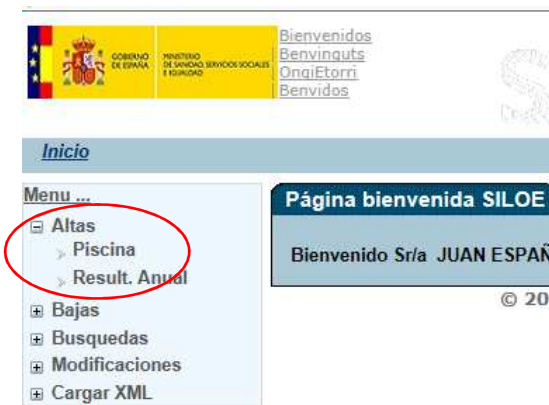 GOBIERNO
DE ESPAÑA
MINISTERIO
DE SANIDAD, SERVICIOS SOCIALES
E IGUALDAD
Bienvenidos
Benvinguts
OngiEtorri
Benvidos
S
Inicio
Menu ...
Altas
Piscina
Result. Anual
Bajas
Busquedas
Modificaciones
Cargar XML
Página bienvenida SILOE
Bienvenido Sr/a JUAN ESPAÑ
© 20